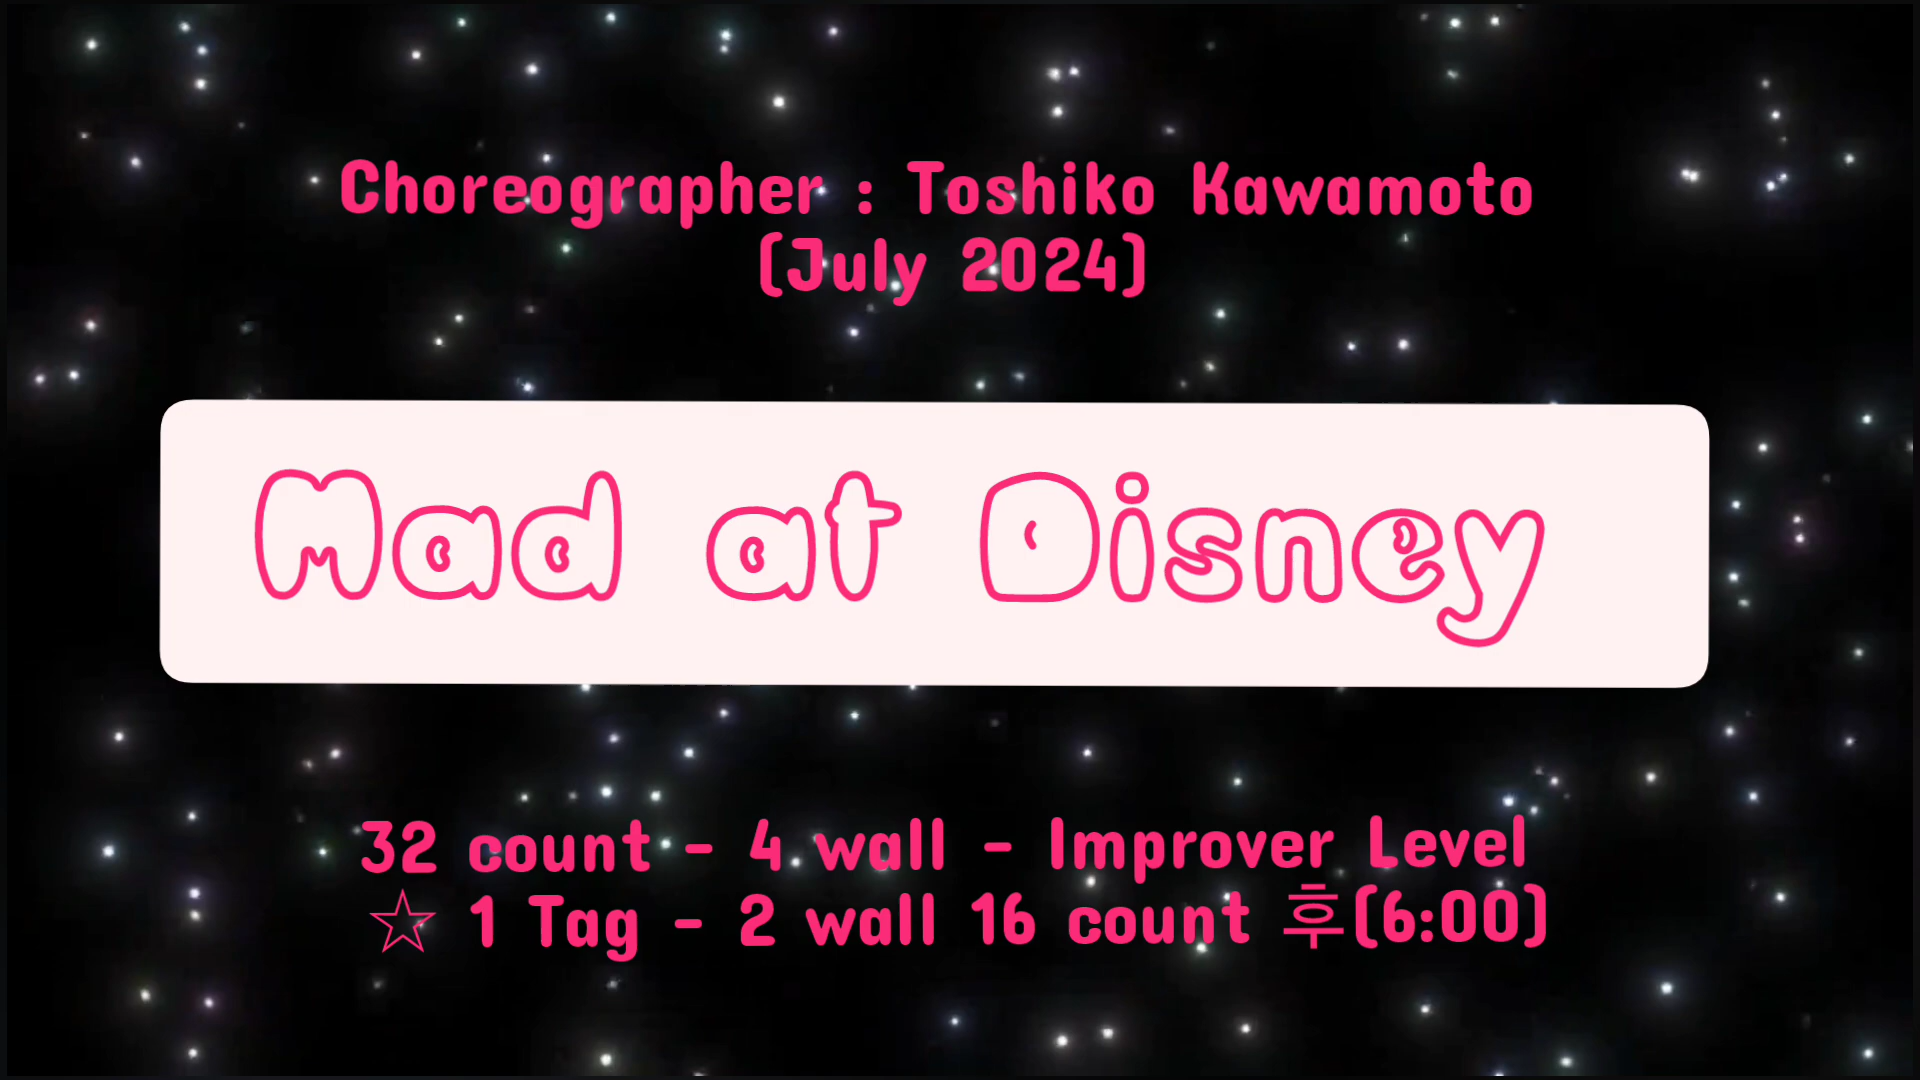 Choreographer : Toshiko Kawamoto
(July 2024)
Mad at Disney
32 count - 4 wall - Improver Level
☆ 1 Tag - 2 wall 16 count 후(6:00)